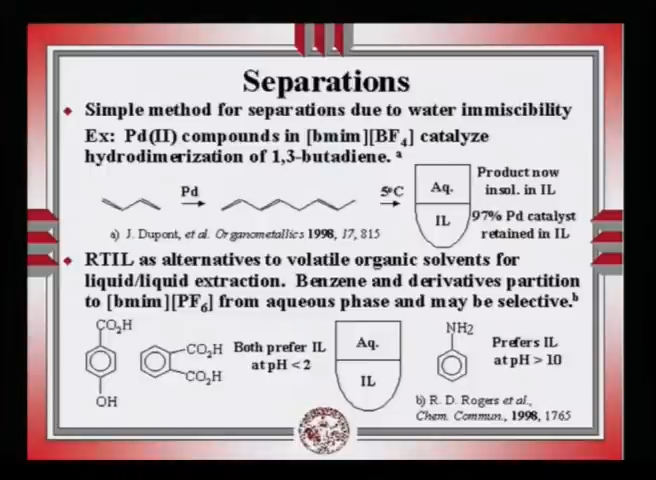 Separations
Simple method for separations due to water immiscibility
Ex: Pd(II) compounds in [bmim][BF4] catalyze
hydrodimerization of 1,3-butadiene. a
Pd
5°C
Aq.
IL
Product now
insol. in IL
97% Pd catalyst
retained in IL
a) J. Dupont, et al. Organometallics 1998, 17, 815
RTIL as alternatives to volatile organic solvents for
liquid/liquid extraction. Benzene and derivatives partition
to [bmim][PF6] from aqueous phase and may be selective.b
CO2H
OH
CO2H
CO2H
Both prefer IL
at pH < 2
Aq.
IL
NH2
Prefers IL
at pH > 10
b) R. D. Rogers et al.,
Chem. Commun., 1998, 1765